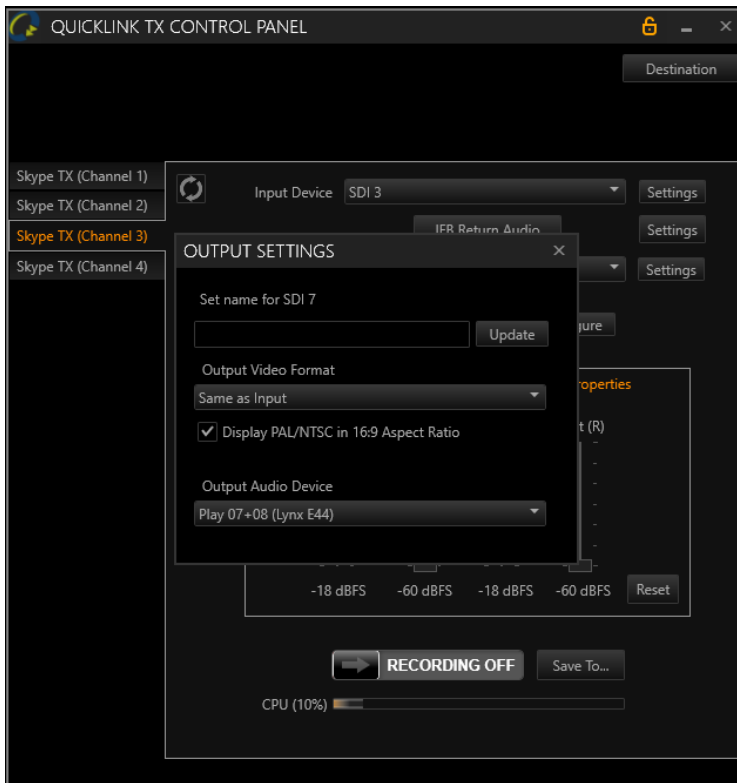 QUICKLINK TX CONTROL PANEL
Destination
Skype TX (Channel 1)
Skype TX (Channel 2)
Skype TX (Channel 3)
Skype TX (Channel 4)
Input Device SDI 3 Settings
IFB Return Audio Settings
Settings
OUTPUT SETTINGS
Set name for SDI 7
Update
Output Video Format
Same as Input
Display PAL/NTSC in 16:9 Aspect Ratio
Output Audio Device
Play 07+08 (Lynx E44)
gure
roperties
t (R)
-18 dBFS -60 dBFS -18 dBFS -60 dBFS Reset
RECORDING OFF Save To...
CPU (10%)